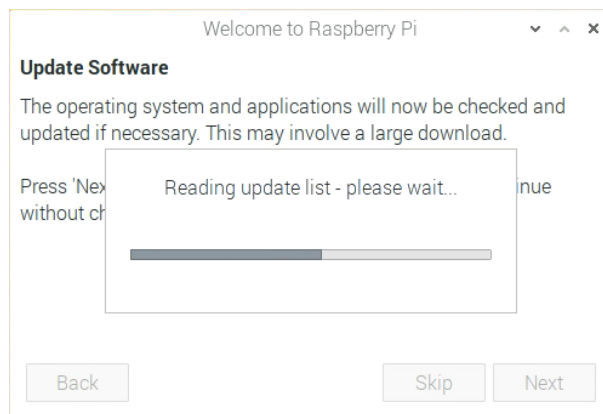 Welcome to Raspberry Pi
Update Software
The operating system and applications will now be checked and
updated if necessary. This may involve a large download.
Press 'Nex
inue
without ch
Reading update list - please wait...
Back
Skip
Next